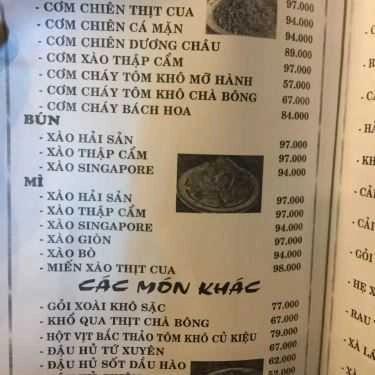 - CƠM CHIÊN THỊT CUA 97.000
- CƠM CHIÊN CÁ MẶN 94.000
- CƠM CHIÊN DƯƠNG CHÂU 89.000
- CƠM XÀO THẬP CẨM 97.000
- CƠM CHÁY TÔM KHÔ MỠ HÀNH 57.000
- CƠM CHÁY TÔM KHÔ CHÀ BÔNG 67.000
- CƠM CHÁY BÁCH HOA 84.000
BÚN
- XÀO HẢI SẢN 97.000
- XÀO THẬP CẨM 97.000
- XÀO SINGAPORE 94.000
MÌ
- XÀO HẢI SẢN 97.000
- XÀO THẬP CẨM 97.000
- XÀO SINGAPORE 94.000
- XÀO GIÒN 97.000
- XÀO BÒ 94.000
- MIẾN XÀO THỊT CUA 98.000
CÁC MÓN KHÁC
- GỎI XOÀI KHÔ SẶC 77.000
- KHỔ QUA THỊT CHÀ BÔNG 67.000
- HỘT VỊT BẮC THẢO TÔM KHÔ CỦ KIỆU 79.000
- ĐẬU HỦ TỨ XUYÊN 67.000
- ĐẬU HỦ SỐT DẦU HÀO 62.000
- CẢI
- GỎI
- RAU